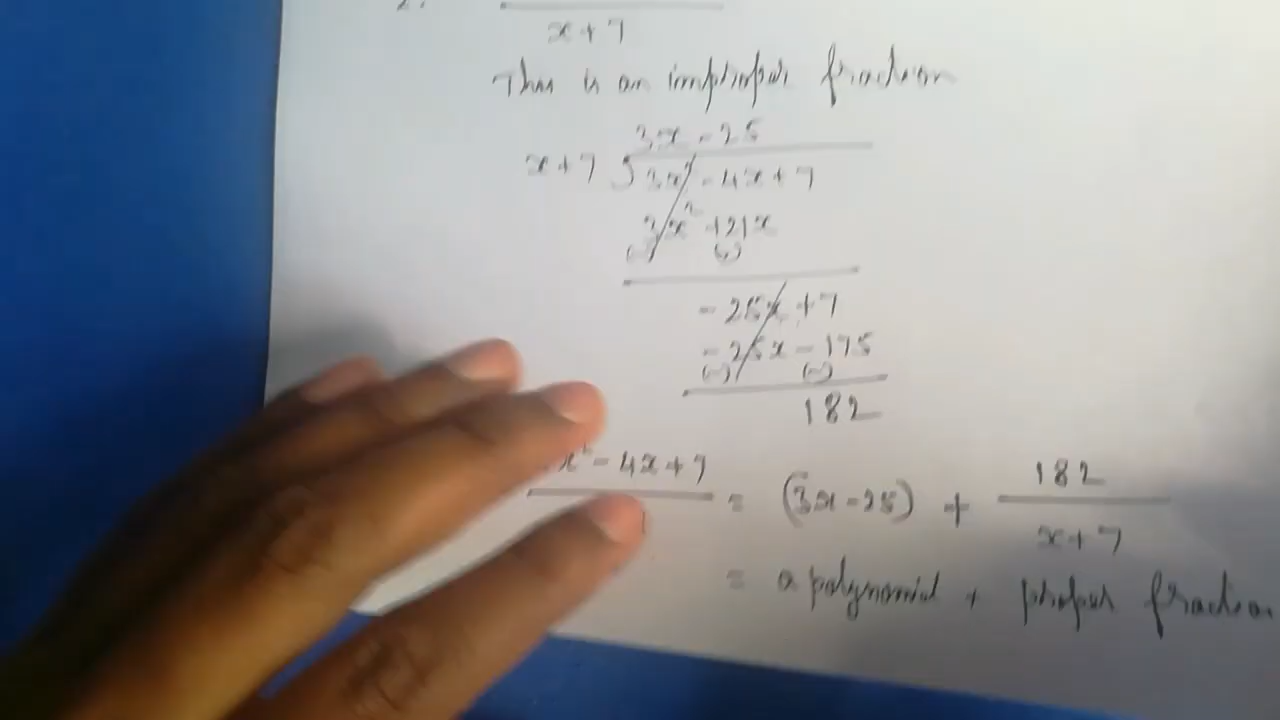 2.
x + 7
This is an improper fraction
3x - 25
x + 7 3x² - 4x + 7
3x² + 21x
(-) (-)
- 25x + 7
- 25x - 175
(-) (-)
182
x² - 4x + 7 = (3x - 25) + 182
x + 7
= a polynomial + proper fraction